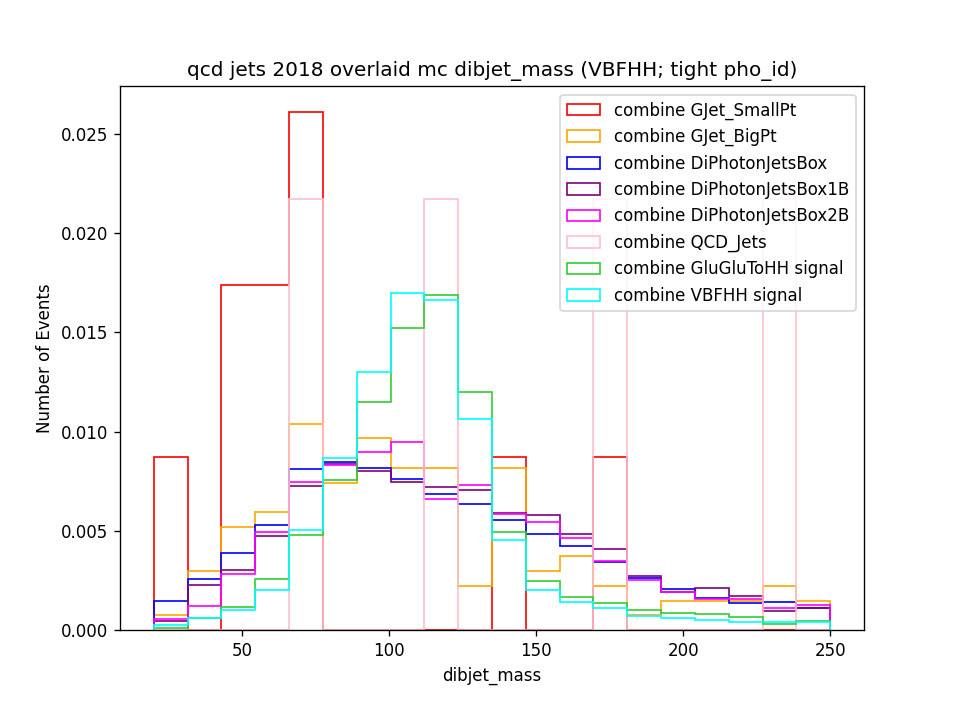 qcd jets 2018 overlaid mc dibjet_mass (VBFHH; tight pho_id)
combine GJet_SmallPt
combine GJet_BigPt
combine DiPhotonJetsBox
combine DiPhotonJetsBox1B
combine DiPhotonJetsBox2B
combine QCD_Jets
combine GluGluToHH signal
combine VBFHH signal
Number of Events
0.025
0.020
0.015
0.010
0.005
0.000
50 100 150 200 250
dibjet_mass